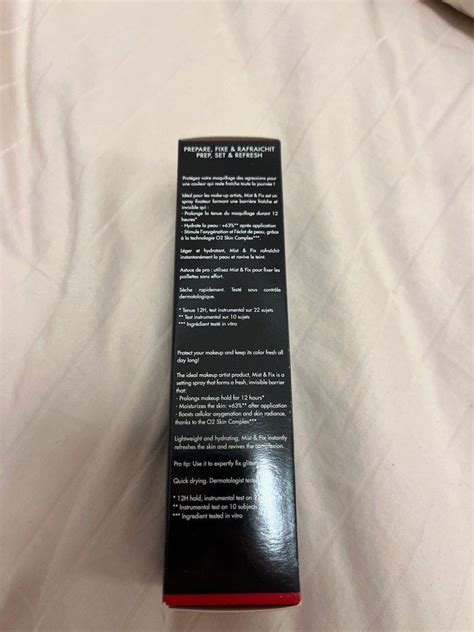 PREPARE, FIXE & RAFRAICHIT
PREP, SET & REFRESH
Protégez votre maquillage des agressions pour
une couleur qui reste fraîche toute la journée !
Idéal pour les make-up artists, Mist & Fix est un
spray fixateur formant une barrière fraîche et
invisible qui :
- Prolonge la tenue du maquillage durant 12
heures*
- Hydrate la peau : +63%** après application
- Stimule l'oxygénation et l'éclat de peau, grâce
à la technologie O2 Skin Complex***.
Léger et hydratant, Mist & Fix rafraîchit
instantanément la peau et ravive le teint.
Astuce de pro : utilisez Mist & Fix pour fixer les
paillettes sans effort.
Sèche rapidement. Testé sous contrôle
dermatologique.
* Tenue 12H, test instrumental sur 22 sujets
** Test instrumental sur 10 sujets
*** Ingrédient testé in vitro
Protect your makeup and keep its color fresh all
day long!
The ideal makeup artist product, Mist & Fix is a
setting spray that forms a fresh, invisible barrier
that:
- Prolongs makeup hold for 12 hours*
- Moisturizes the skin: +63%** after application
- Boosts cellular oxygenation and skin radiance,
thanks to the O2 Skin Complex***.
Lightweight and hydrating, Mist & Fix instantly
refreshes the skin and revives the complexion.
Pro tip: Use it to expertly fix
Quick drying. Dermatologist tested
* 12H hold, instrumental test on
** Instrumental test on 10 subjects
*** Ingredient tested in vitro